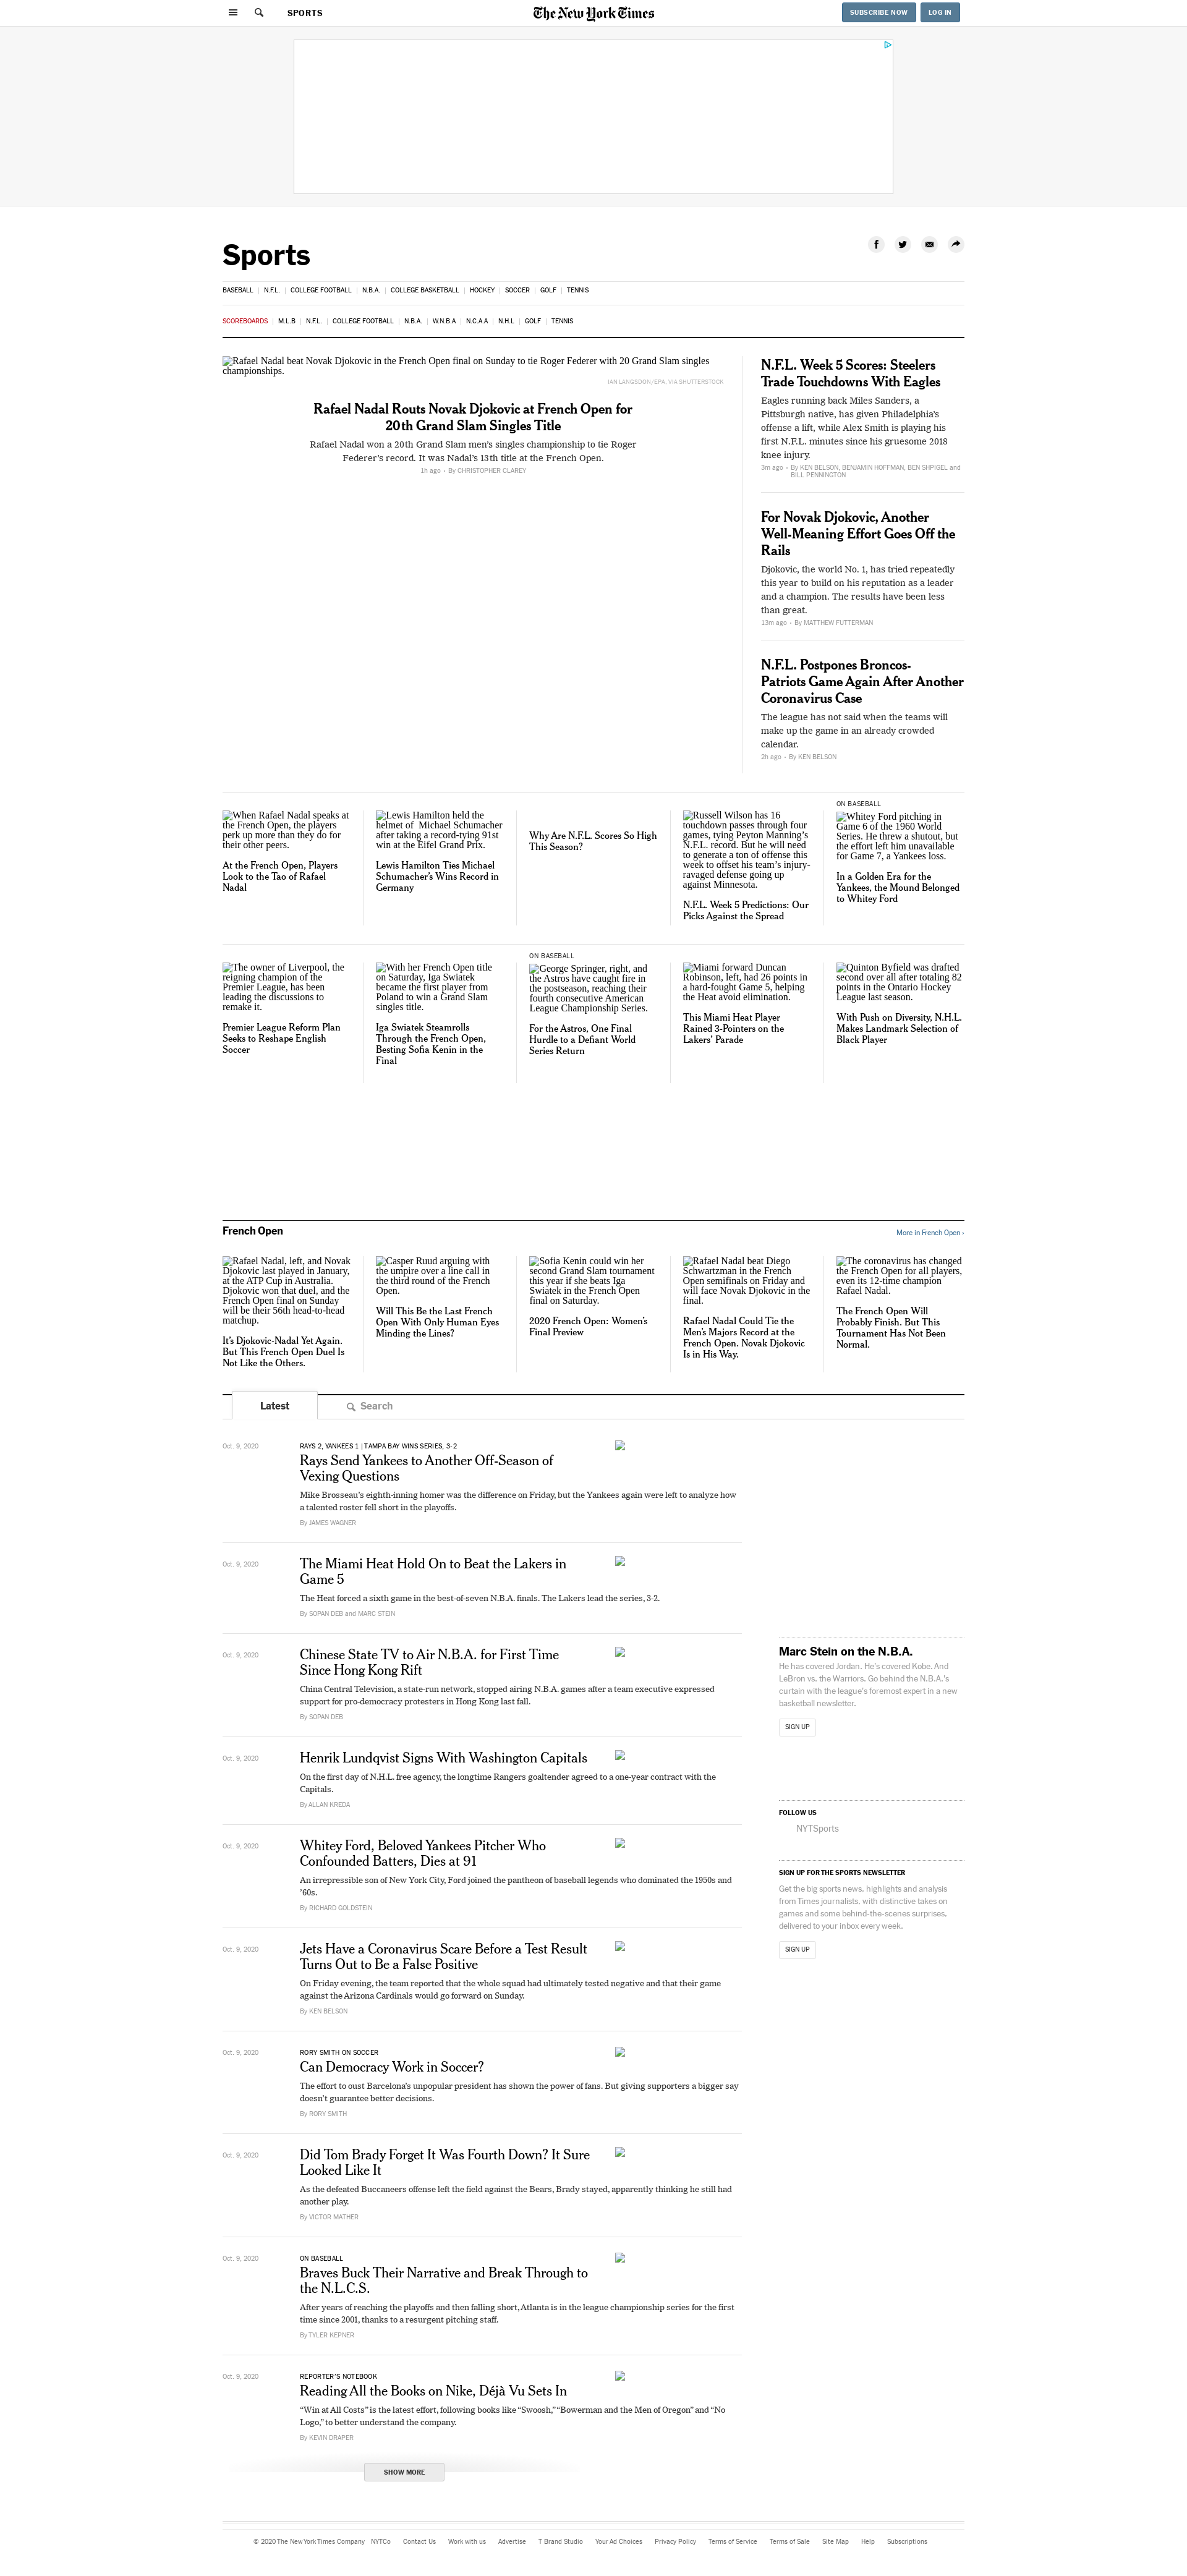 SPORTS
The New York Times
SUBSCRIBE NOW
LOG IN
Sports
BASEBALL | N.F.L. | COLLEGE FOOTBALL | N.B.A. | COLLEGE BASKETBALL | HOCKEY | SOCCER | GOLF | TENNIS
SCOREBOARDS | M.L.B | N.F.L. | COLLEGE FOOTBALL | N.B.A. | W.N.B.A | N.C.A.A | N.H.L | GOLF | TENNIS
Rafael Nadal beat Novak Djokovic in the French Open final on Sunday to tie Roger Federer with 20 Grand Slam singles
championships.
IAN LANGSDON/EPA, VIA SHUTTERSTOCK
Rafael Nadal Routs Novak Djokovic at French Open for
20th Grand Slam Singles Title
Rafael Nadal won a 20th Grand Slam men's singles championship to tie Roger
Federer's record. It was Nadal's 13th title at the French Open.
1h ago • By CHRISTOPHER CLAREY
N.F.L. Week 5 Scores: Steelers
Trade Touchdowns With Eagles
Eagles running back Miles Sanders, a
Pittsburgh native, has given Philadelphia's
offense a lift, while Alex Smith is playing his
first N.F.L. minutes since his gruesome 2018
knee injury.
3m ago • By KEN BELSON, BENJAMIN HOFFMAN, BEN SHPIGEL and
BILL PENNINGTON
For Novak Djokovic, Another
Well-Meaning Effort Goes Off the
Rails
Djokovic, the world No. 1, has tried repeatedly
this year to build on his reputation as a leader
and a champion. The results have been less
than great.
13m ago • By MATTHEW FUTTERMAN
N.F.L. Postpones Broncos-
Patriots Game Again After Another
Coronavirus Case
The league has not said when the teams will
make up the game in an already crowded
calendar.
2h ago • By KEN BELSON
When Rafael Nadal speaks at
the French Open, the players
perk up more than they do for
their other peers.
At the French Open, Players
Look to the Tao of Rafael
Nadal
Lewis Hamilton held the
helmet of Michael Schumacher
after taking a record-tying 91st
win at the Eifel Grand Prix.
Lewis Hamilton Ties Michael
Schumacher's Wins Record in
Germany
Why Are N.F.L. Scores So High
This Season?
Russell Wilson has 16
touchdown passes through four
games, tying Peyton Manning's
N.F.L. record. But he will need
to generate a ton of offense this
week to offset his team's injury-
ravaged defense going up
against Minnesota.
N.F.L. Week 5 Predictions: Our
Picks Against the Spread
ON BASEBALL
Whitey Ford pitching in
Game 6 of the 1960 World
Series. He threw a shutout, but
the effort left him unavailable
for Game 7, a Yankees loss.
In a Golden Era for the
Yankees, the Mound Belonged
to Whitey Ford
The owner of Liverpool, the
reigning champion of the
Premier League, has been
leading the discussions to
remake it.
Premier League Reform Plan
Seeks to Reshape English
Soccer
With her French Open title
on Saturday, Iga Swiatek
became the first player from
Poland to win a Grand Slam
singles title.
Iga Swiatek Steamrolls
Through the French Open,
Besting Sofia Kenin in the
Final
ON BASEBALL
George Springer, right, and
the Astros have caught fire in
the postseason, reaching their
fourth consecutive American
League Championship Series.
For the Astros, One Final
Hurdle to a Defiant World
Series Return
Miami forward Duncan
Robinson, left, had 26 points in
a hard-fought Game 5, helping
the Heat avoid elimination.
This Miami Heat Player
Rained 3-Pointers on the
Lakers' Parade
Quinton Byfield was drafted
second over all after totaling 82
points in the Ontario Hockey
League last season.
With Push on Diversity, N.H.L.
Makes Landmark Selection of
Black Player
French Open
More in French Open ›
Rafael Nadal, left, and Novak
Djokovic last played in January,
at the ATP Cup in Australia.
Djokovic won that duel, and the
French Open final on Sunday
will be their 56th head-to-head
matchup.
It's Djokovic-Nadal Yet Again.
But This French Open Duel Is
Not Like the Others.
Casper Ruud arguing with
the umpire over a line call in
the third round of the French
Open.
Will This Be the Last French
Open With Only Human Eyes
Minding the Lines?
Sofia Kenin could win her
second Grand Slam tournament
this year if she beats Iga
Swiatek in the French Open
final on Saturday.
2020 French Open: Women's
Final Preview
Rafael Nadal beat Diego
Schwartzman in the French
Open semifinals on Friday and
will face Novak Djokovic in the
final.
Rafael Nadal Could Tie the
Men's Majors Record at the
French Open. Novak Djokovic
Is in His Way.
The coronavirus has changed
the French Open for all players,
even its 12-time champion
Rafael Nadal.
The French Open Will
Probably Finish. But This
Tournament Has Not Been
Normal.
Latest
Search
Oct. 9, 2020
RAYS 2, YANKEES 1 | TAMPA BAY WINS SERIES, 3-2
Rays Send Yankees to Another Off-Season of
Vexing Questions
Mike Brosseau's eighth-inning homer was the difference on Friday, but the Yankees again were left to analyze how
a talented roster fell short in the playoffs.
By JAMES WAGNER
Oct. 9, 2020
The Miami Heat Hold On to Beat the Lakers in
Game 5
The Heat forced a sixth game in the best-of-seven N.B.A. finals. The Lakers lead the series, 3-2.
By SOPAN DEB and MARC STEIN
Oct. 9, 2020
Chinese State TV to Air N.B.A. for First Time
Since Hong Kong Rift
China Central Television, a state-run network, stopped airing N.B.A. games after a team executive expressed
support for pro-democracy protesters in Hong Kong last fall.
By SOPAN DEB
Oct. 9, 2020
Henrik Lundqvist Signs With Washington Capitals
On the first day of N.H.L. free agency, the longtime Rangers goaltender agreed to a one-year contract with the
Capitals.
By ALLAN KREDA
Oct. 9, 2020
Whitey Ford, Beloved Yankees Pitcher Who
Confounded Batters, Dies at 91
An irrepressible son of New York City, Ford joined the pantheon of baseball legends who dominated the 1950s and
'60s.
By RICHARD GOLDSTEIN
Oct. 9, 2020
Jets Have a Coronavirus Scare Before a Test Result
Turns Out to Be a False Positive
On Friday evening, the team reported that the whole squad had ultimately tested negative and that their game
against the Arizona Cardinals would go forward on Sunday.
By KEN BELSON
Oct. 9, 2020
RORY SMITH ON SOCCER
Can Democracy Work in Soccer?
The effort to oust Barcelona's unpopular president has shown the power of fans. But giving supporters a bigger say
doesn't guarantee better decisions.
By RORY SMITH
Oct. 9, 2020
Did Tom Brady Forget It Was Fourth Down? It Sure
Looked Like It
As the defeated Buccaneers offense left the field against the Bears, Brady stayed, apparently thinking he still had
another play.
By VICTOR MATHER
Oct. 9, 2020
ON BASEBALL
Braves Buck Their Narrative and Break Through to
the N.L.C.S.
After years of reaching the playoffs and then falling short, Atlanta is in the league championship series for the first
time since 2001, thanks to a resurgent pitching staff.
By TYLER KEPNER
Oct. 9, 2020
REPORTER'S NOTEBOOK
Reading All the Books on Nike, Déjà Vu Sets In
“Win at All Costs” is the latest effort, following books like “Swoosh,” “Bowerman and the Men of Oregon” and “No
Logo,” to better understand the company.
By KEVIN DRAPER
SHOW MORE
Marc Stein on the N.B.A.
He has covered Jordan. He's covered Kobe. And
LeBron vs. the Warriors. Go behind the N.B.A.'s
curtain with the league's foremost expert in a new
basketball newsletter.
SIGN UP
FOLLOW US
NYTSports
SIGN UP FOR THE SPORTS NEWSLETTER
Get the big sports news, highlights and analysis
from Times journalists, with distinctive takes on
games and some behind-the-scenes surprises,
delivered to your inbox every week.
SIGN UP
© 2020 The New York Times Company NYTCo Contact Us Work with us Advertise T Brand Studio Your Ad Choices Privacy Policy Terms of Service Terms of Sale Site Map Help Subscriptions